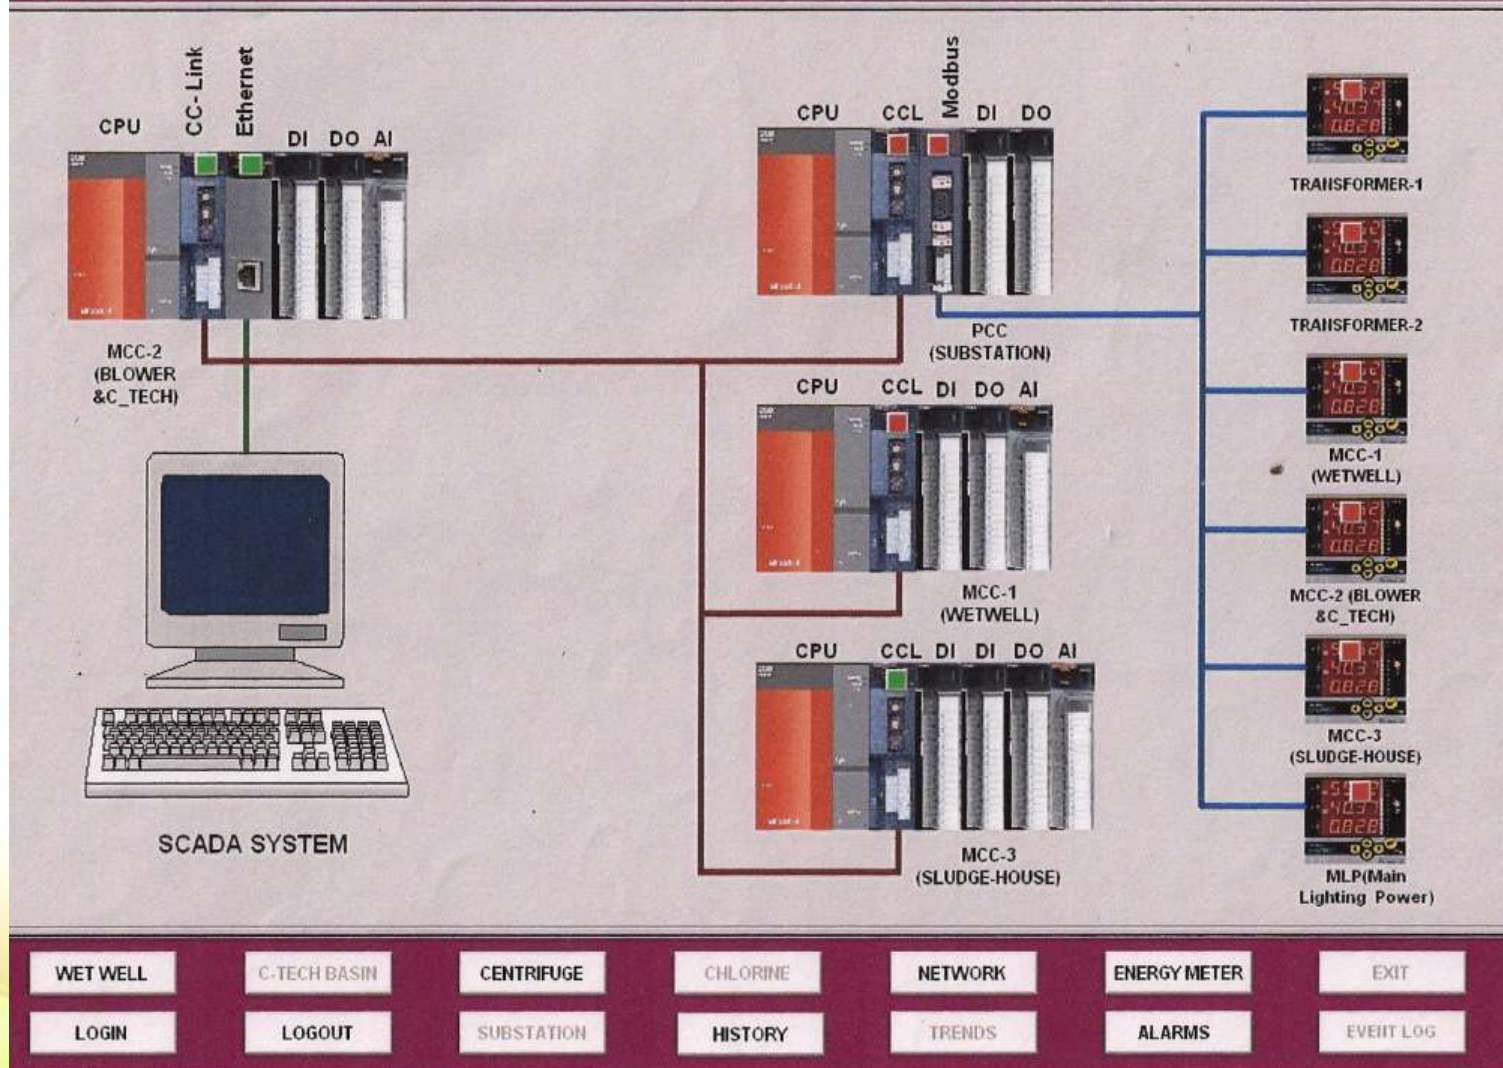 CPU
CC-Link
Ethernet
DI DO AI
MCC-2
(BLOWER
&C_TECH)
SCADA SYSTEM
CPU CCL Modbus DI DO
PCC
(SUBSTATION)
CPU CCL DI DO AI
MCC-1
(WETWELL)
CPU CCL DI DI DO AI
MCC-3
(SLUDGE-HOUSE)
TRANSFORMER-1
TRANSFORMER-2
MCC-1
(WETWELL)
MCC-2 (BLOWER
&C_TECH)
MCC-3
(SLUDGE-HOUSE)
MLP(Main
Lighting Power)
WET WELL
C-TECH BASIN
CENTRIFUGE
CHLORINE
NETWORK
ENERGY METER
EXIT
LOGIN
LOGOUT
SUBSTATION
HISTORY
TRENDS
ALARMS
EVENT LOG